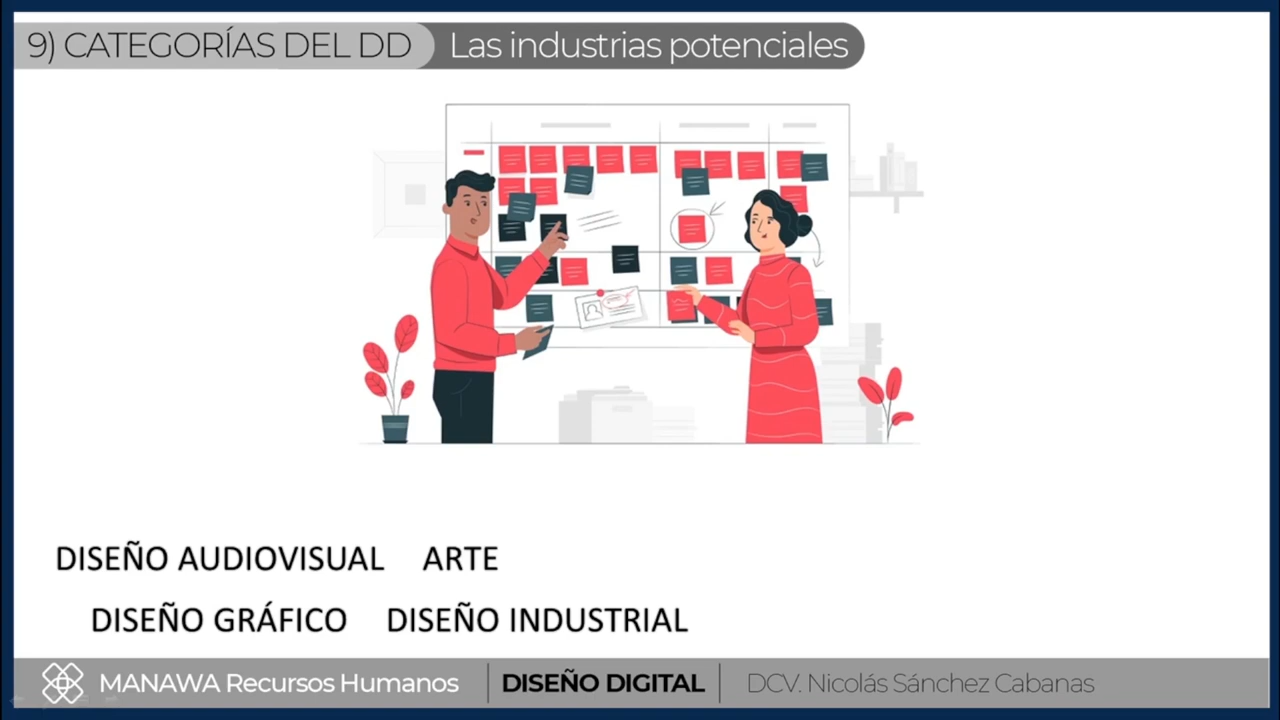 9) CATEGORÍAS DEL DD Las industrias potenciales
DISEÑO AUDIOVISUAL ARTE
DISEÑO GRÁFICO DISEÑO INDUSTRIAL
MANAWA Recursos Humanos DISEÑO DIGITAL DCV. Nicolás Sánchez Cabanas